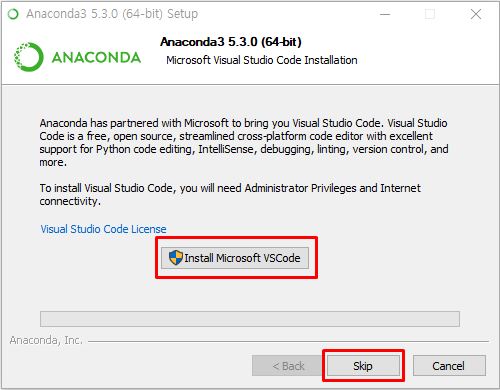 Anaconda3 5.3.0 (64-bit) Setup
ANACONDA
Anaconda3 5.3.0 (64-bit)
Microsoft Visual Studio Code Installation
Anaconda has partnered with Microsoft to bring you Visual Studio Code. Visual Studio
Code is a free, open source, streamlined cross-platform code editor with excellent
support for Python code editing, IntelliSense, debugging, linting, version control, and
more.
To install Visual Studio Code, you will need Administrator Privileges and Internet
connectivity.
Visual Studio Code License
Install Microsoft VSCode
Anaconda, Inc.
< Back
Skip
Cancel